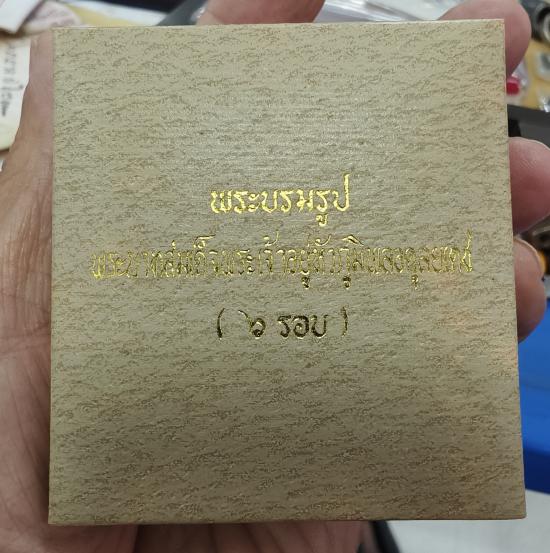 พระบรมรูป
พระบาทสมเด็จพระเจ้าอยู่หัวภูมิพลอดุลยเดช
( ๖ รอบ )